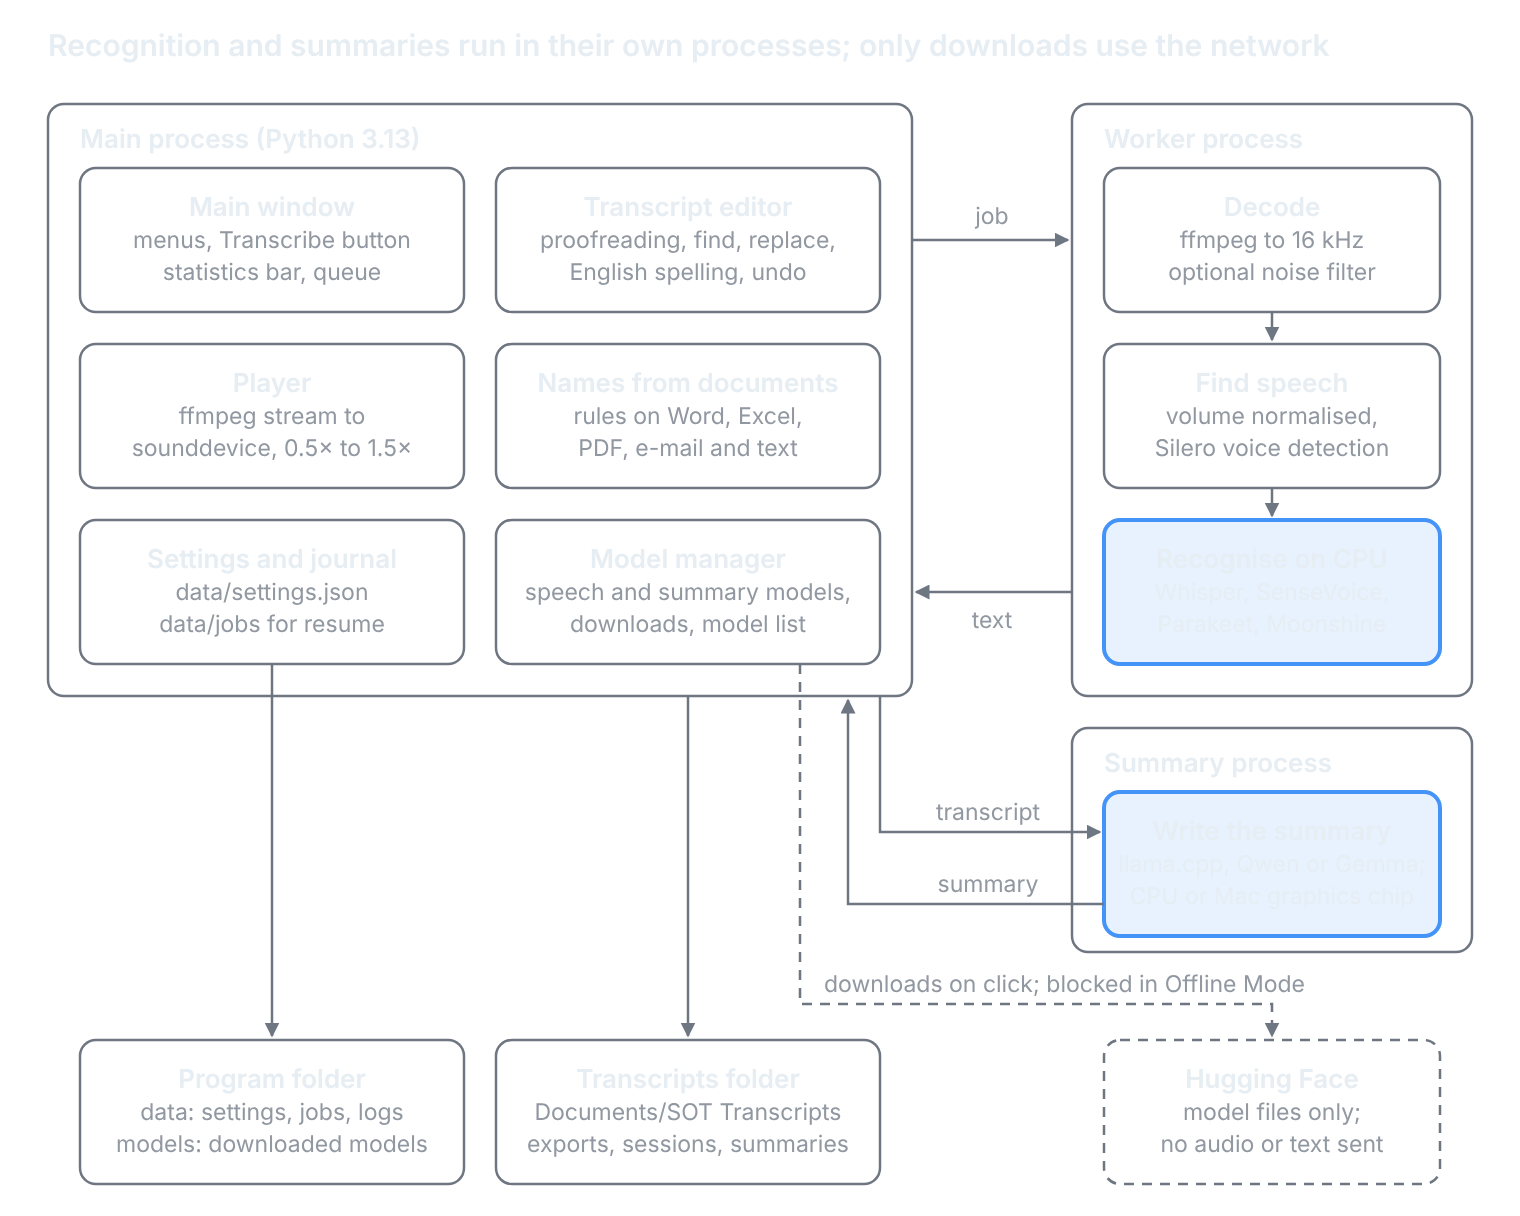 Recognition and summaries run in their own processes; only downloads use the network
Main process (Python 3.13)
Main window
menus, Transcribe button
statistics bar, queue
Transcript editor
proofreading, find, replace,
English spelling, undo
Player
ffmpeg stream to
sounddevice, 0.5× to 1.5×
Names from documents
rules on Word, Excel,
PDF, e-mail and text
Settings and journal
data/settings.json
data/jobs for resume
Model manager
speech and summary models,
downloads, model list
job
text
Worker process
Decode
ffmpeg to 16 kHz
optional noise filter
Find speech
volume normalised,
Silero voice detection
Recognise on CPU
Whisper, SenseVoice,
Parakeet, Moonshine
transcript
summary
Summary process
Write the summary
llama.cpp, Qwen or Gemma;
CPU or Mac graphics chip
downloads on click; blocked in Offline Mode
Program folder
data: settings, jobs, logs
models: downloaded models
Transcripts folder
Documents/SOT Transcripts
exports, sessions, summaries
Hugging Face
model files only;
no audio or text sent